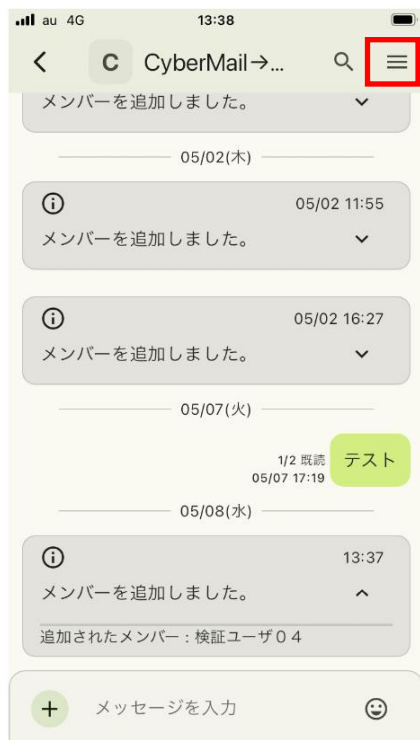 au 4G 13:38
C CyberMail→...
メンバーを追加しました。
05/02(木)
05/02 11:55
メンバーを追加しました。
05/02 16:27
メンバーを追加しました。
05/07(火)
1/2 既読
テスト
05/07 17:19
05/08(水)
13:37
メンバーを追加しました。
追加されたメンバー : 検証ユーザ04
メッセージを入力